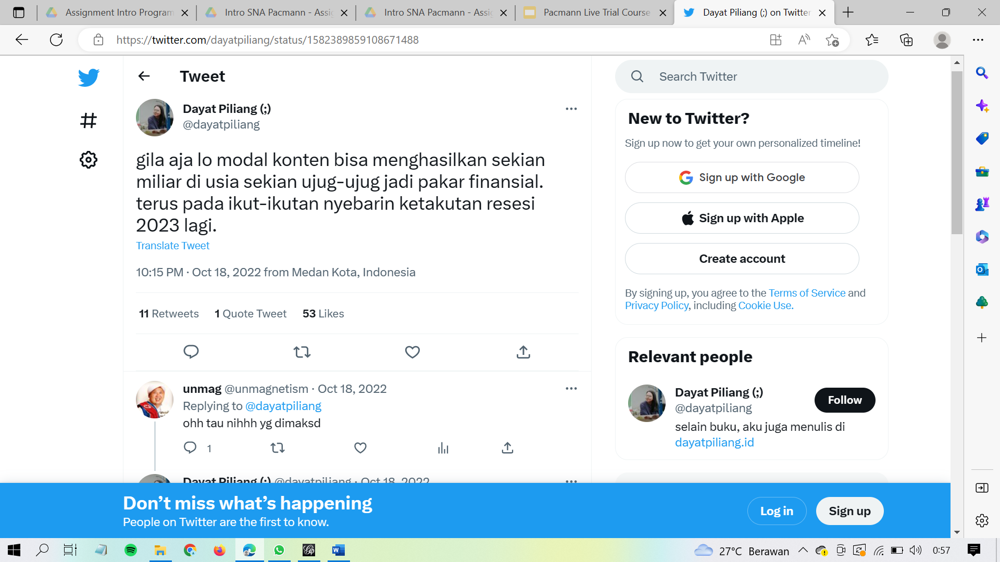 Assignment Intro Program
Intro SNA Pacmann - Assig
Intro SNA Pacmann - Assig
Pacmann Live Trial Course
Dayat Piliang (;) on Twitter
https://twitter.com/dayatpiliang/status/1582389859108671488
Tweet
Dayat Piliang (;)
@dayatpiliang
gila aja lo modal konten bisa menghasilkan sekian
miliar di usia sekian ujug-ujug jadi pakar finansial.
terus pada ikut-ikutan nyebarin ketakutan resesi
2023 lagi.
Translate Tweet
10:15 PM · Oct 18, 2022 from Medan Kota, Indonesia
11 Retweets 1 Quote Tweet 53 Likes
unmag @unmagnetism · Oct 18, 2022
Replying to @dayatpiliang
ohh tau nihhh yg dimaksd
1
Dayat Piliang (;) @dayatpiliang · Oct 18, 2022
Search Twitter
New to Twitter?
Sign up now to get your own personalized timeline!
Sign up with Google
Sign up with Apple
Create account
By signing up, you agree to the Terms of Service and
Privacy Policy, including Cookie Use.
Relevant people
Dayat Piliang (;)
@dayatpiliang
Follow
selain buku, aku juga menulis di
dayatpiliang.id
Don't miss what's happening
People on Twitter are the first to know.
Log in
Sign up
27°C Berawan
0:57